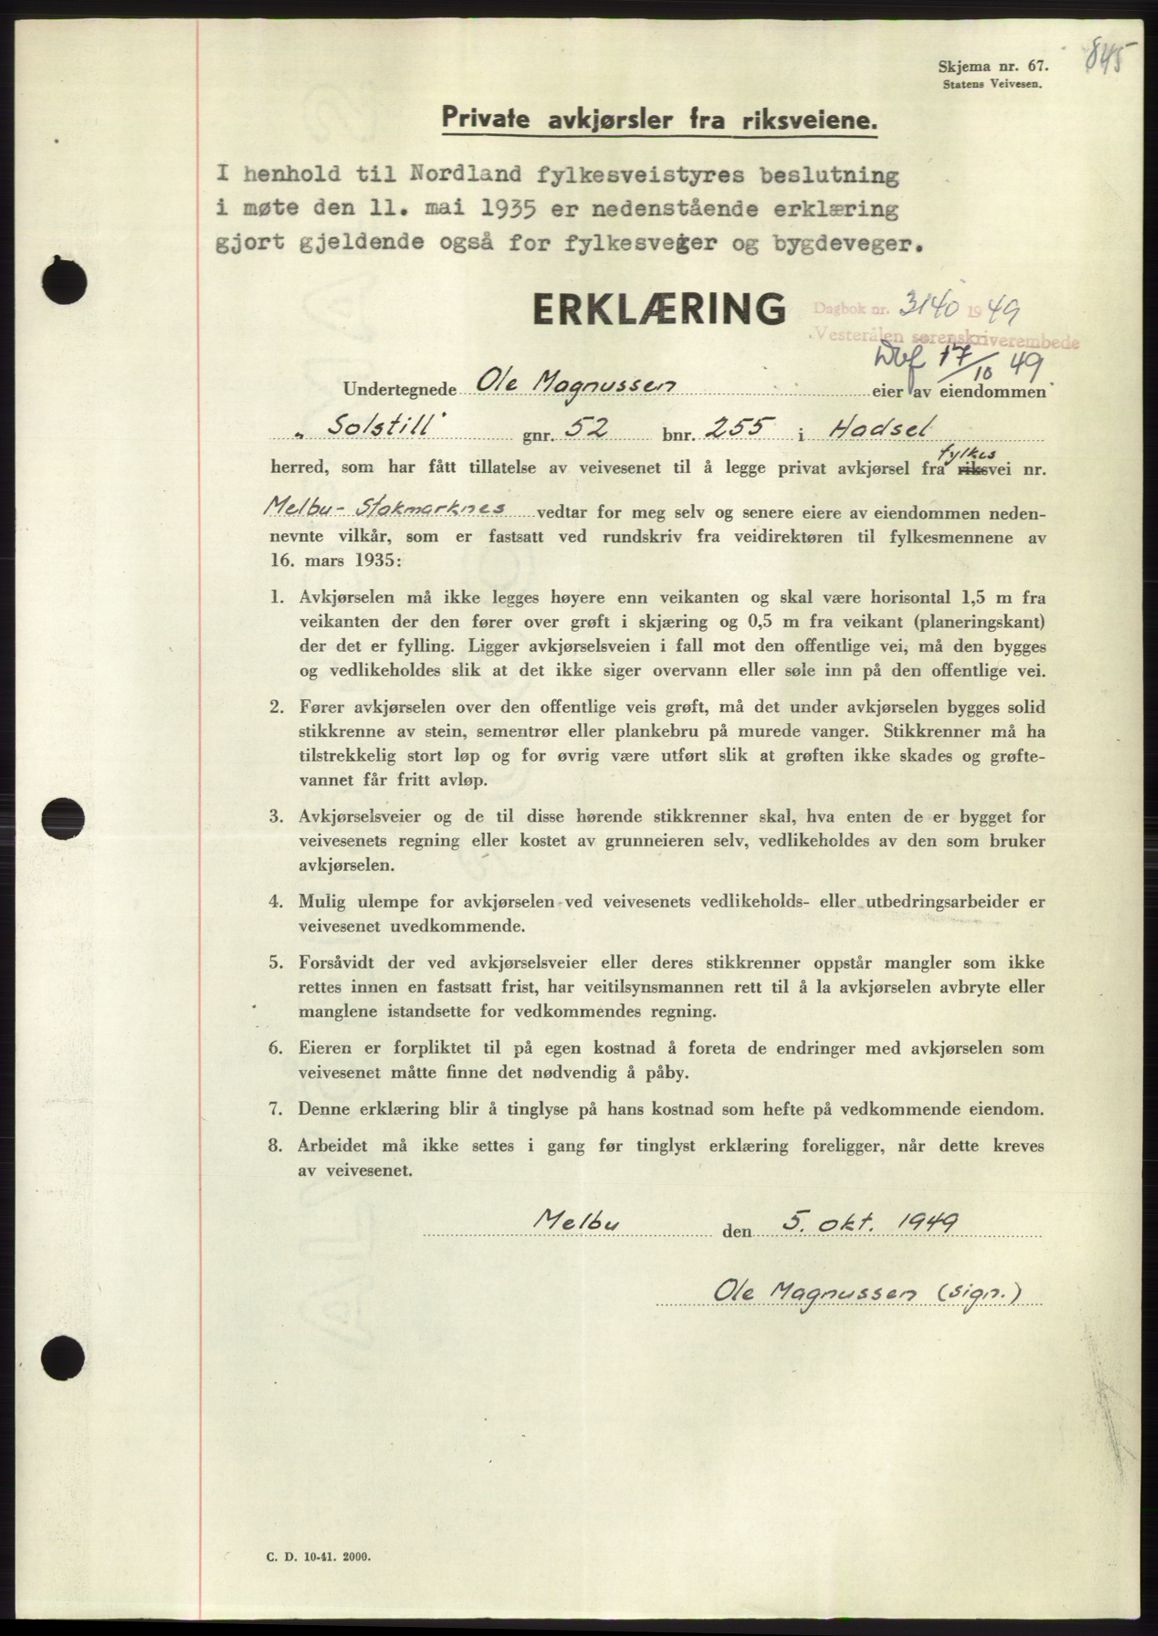 845
Skjema nr. 67.
Statens Veivesen.
Private avkjørsler fra riksveiene.
I henhold til Nordland fylkesveistyres beslutning
i møte den 11. mai 1935 er nedenstående erklæring
gjort gjeldende også for fylkesveger og bygdeveger.
ERKLÆRING
Dagbok nr. 3140 1949
Vesterålen sørenskriverembede
Dbf 17/10 49
Undertegnede Ole Magnussen eier av eiendommen
"Solstill" gnr. 52 bnr. 255 i Hadsel
herred, som har fått tillatelse av veivesenet til å legge privat avkjørsel fra riksvei nr.
fylkes
Melbu - Stokmarknes vedtar for meg selv og senere eiere av eiendommen neden-
nevnte vilkår, som er fastsatt ved rundskriv fra veidirektøren til fylkesmennene av
16. mars 1935:
1. Avkjørselen må ikke legges høyere enn veikanten og skal være horisontal 1,5 m fra
veikanten der den fører over grøft i skjæring og 0,5 m fra veikant (planeringskant)
der det er fylling. Ligger avkjørselsveien i fall mot den offentlige vei, må den bygges
og vedlikeholdes slik at det ikke siger overvann eller søle inn på den offentlige vei.
2. Fører avkjørselen over den offentlige veis grøft, må det under avkjørselen bygges solid
stikkrenne av stein, sementrør eller plankebru på murede vanger. Stikkrenner må ha
tilstrekkelig stort løp og for øvrig være utført slik at grøften ikke skades og grøfte-
vannet får fritt avløp.
3. Avkjørselsveier og de til disse hørende stikkrenner skal, hva enten de er bygget for
veivesenets regning eller kostet av grunneieren selv, vedlikeholdes av den som bruker
avkjørselen.
4. Mulig ulempe for avkjørselen ved veivesenets vedlikeholds- eller utbedringsarbeider er
veivesenet uvedkommende.
5. Forsåvidt der ved avkjørselsveier eller deres stikkrenner oppstår mangler som ikke
rettes innen en fastsatt frist, har veitilsynsmannen rett til å la avkjørselen avbryte eller
manglene istandsette for vedkommendes regning.
6. Eieren er forpliktet til på egen kostnad å foreta de endringer med avkjørselen som
veivesenet måtte finne det nødvendig å påby.
7. Denne erklæring blir å tinglyse på hans kostnad som hefte på vedkommende eiendom.
8. Arbeidet må ikke settes i gang før tinglyst erklæring foreligger, når dette kreves
av veivesenet.
Melbu den 5. okt. 1949
Ole Magnussen (sign.)
C. D. 10-41. 2000.